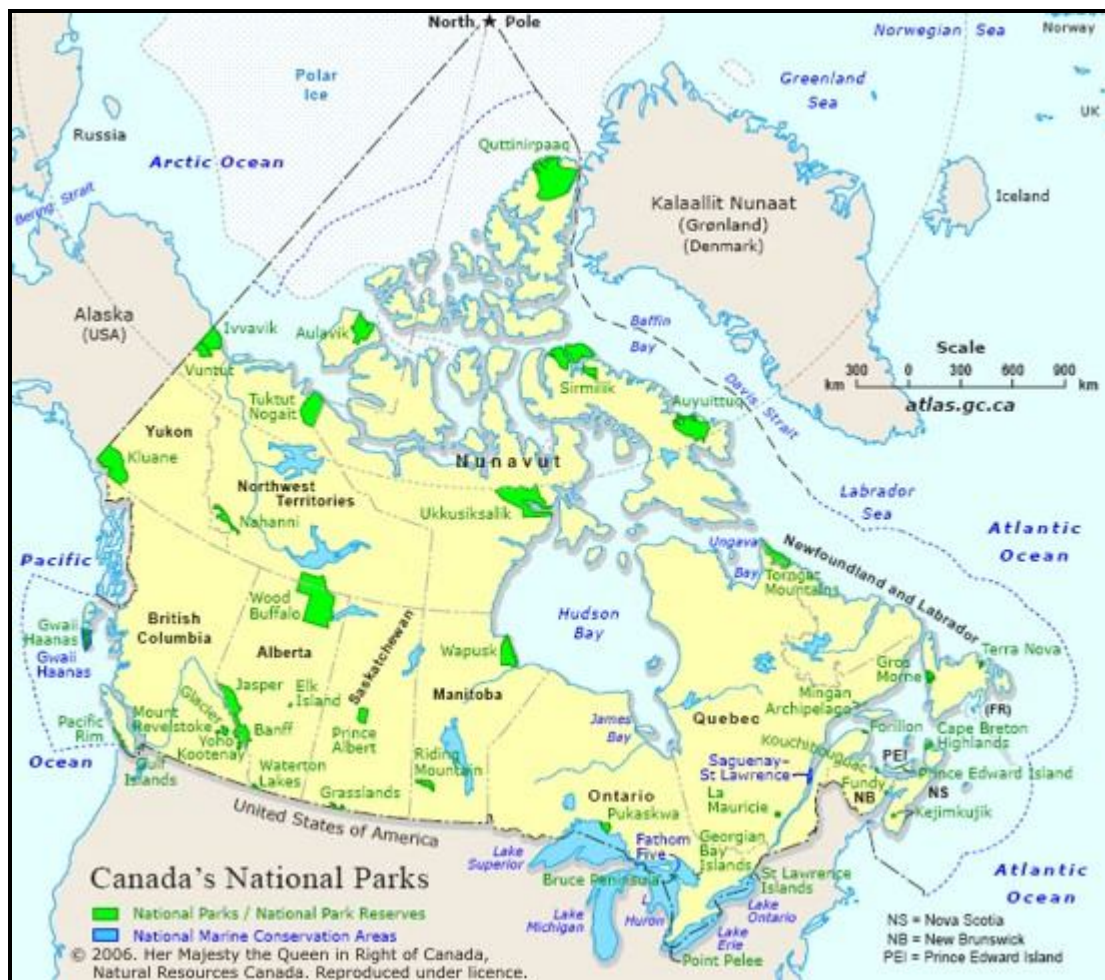 North Pole
Norwegian Sea
Norway
Polar
Ice
Greenland
Sea
UK
Russia
Arctic Ocean
Quttinirpaaq
Bering Strait
Kalaallit Nunaat
(Grønland)
(Denmark)
Iceland
Alaska
(USA)
Ivvavik
Aulavik
Vuntut
Baffin
Bay
Sirmilik
Davis Strait
Scale
300 0 300 600 900
km km
atlas.gc.ca
Tuktut
Nogait
Auyuittuq
Yukon
Kluane
Nunavut
Northwest
Territories
Ukkusiksalik
Nahanni
Labrador
Sea
Atlantic
Ocean
Ungava
Bay
Newfoundland and Labrador
Torngat
Mountains
Pacific
Wood
Buffalo
Hudson
Bay
Gwaii
Haanas
Gwaii
Haanas
British
Columbia
Alberta
Saskatchewan
Wapusk
Manitoba
Terra Nova
Gros
Morne
Jasper
Elk
Island
Glacier
Mingan
Archipelago
Quebec
(FR)
Pacific
Rim
Mount
Revelstoke
Yoho
Banff
Kootenay
Prince
Albert
Riding
Mountain
James
Bay
Forillon
Kouchibouguac
Cape Breton
Highlands
PEI
Ocean
Gulf
Islands
Waterton
Lakes
Grasslands
Saguenay-
St Lawrence
Prince Edward Island
Fundy
NB
NS
Kejimkujik
La
Mauricie
United States of America
Ontario
Pukaskwa
Lake
Superior
Fathom
Five
Georgian
Bay
Islands
Bruce Peninsula
St Lawrence
Islands
Lake
Michigan
L
Huron
Lake
Ontario
Lake
Erie
Point Pelee
Atlantic
Ocean
Canada's National Parks
National Parks / National Park Reserves
National Marine Conservation Areas
© 2006. Her Majesty the Queen in Right of Canada,
Natural Resources Canada. Reproduced under licence.
NS = Nova Scotia
NB = New Brunswick
PEI = Prince Edward Island